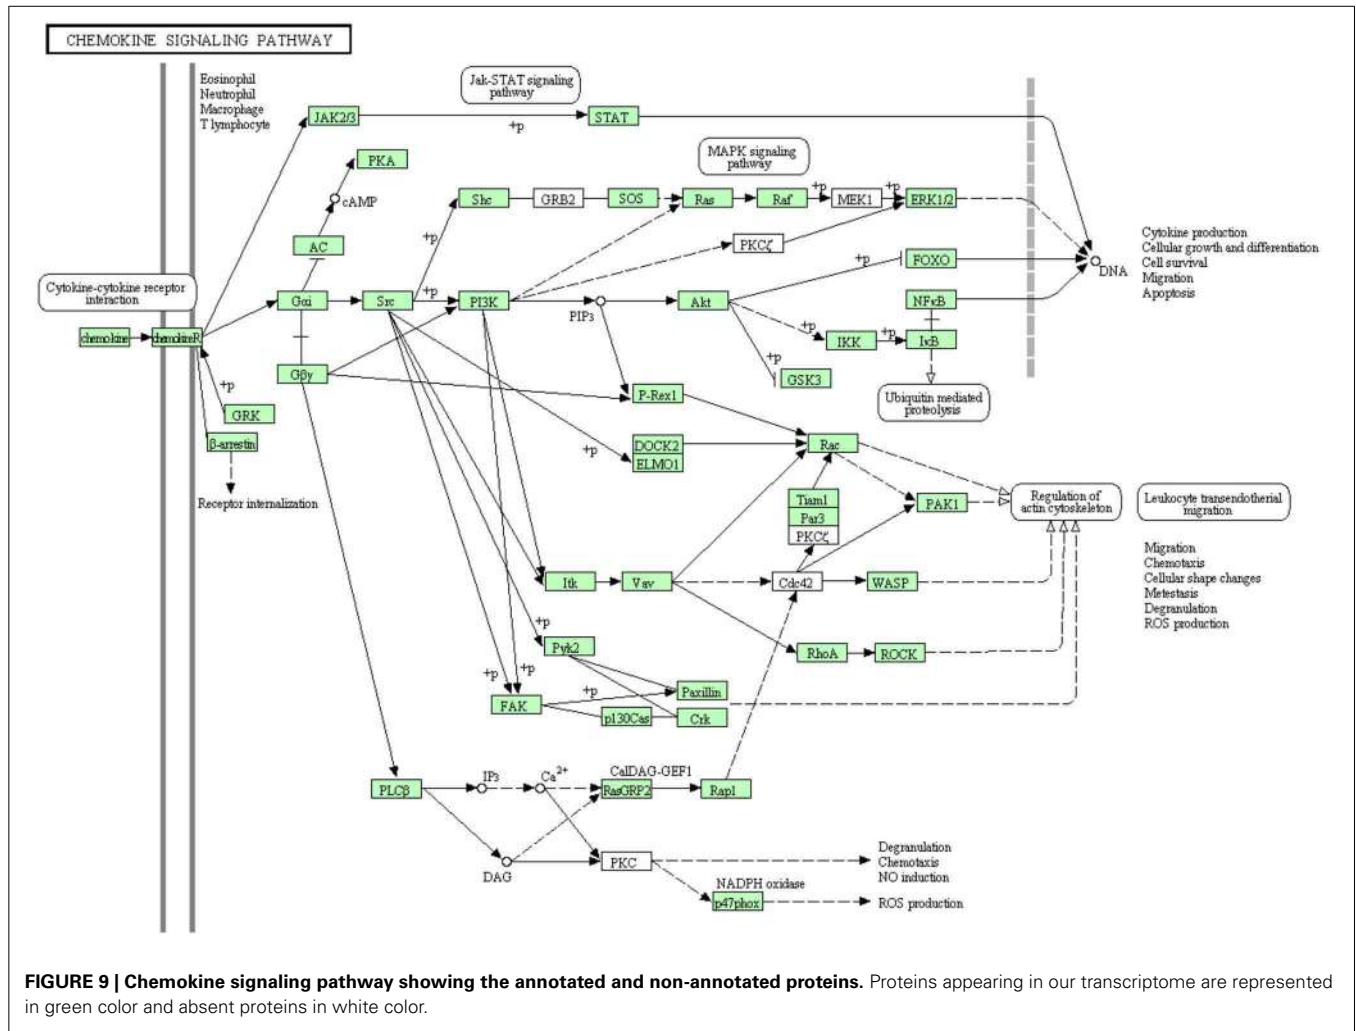 CHEMOKINE SIGNALING PATHWAY
Eosinophil
Neutrophil
Macrophage
T lymphocyte
Jak-STAT signaling
pathway
JAK2/3
+p
STAT
PKA
cAMP
MAPK signaling
pathway
Shc
GRB2
SOS
Ras
Raf
+p
MEK1
+p
ERK1/2
AC
+p
PKCζ
+p
FOXO
DNA
Cytokine production
Cellular growth and differentiation
Cell survival
Migration
Apoptosis
Cytokine-cytokine receptor
interaction
Gαi
Src
+p
PI3K
PIP3
Akt
NFκB
chemokine
chemokineR
+p
IKK
+p
IκB
Gβγ
+p
GSK3
+p
GRK
P-Rex1
Ubiquitin mediated
proteolysis
β-arrestin
+p
DOCK2
ELMO1
Rac
Receptor internalization
Tiam1
Par3
PKCζ
PAK1
Regulation of
actin cytoskeleton
Leukocyte transendotherial
migration
Itk
Vav
Cdc42
WASP
Migration
Chemotaxis
Cellular shape changes
Metestasis
Degranulation
ROS production
+p
Pyk2
RhoA
ROCK
+p
+p
FAK
+p
Paxillin
p130Cas
Crk
PLCβ
IP3
Ca2+
CalDAG-GEF1
RasGRP2
Rap1
DAG
PKC
Degranulation
Chemotaxis
NO induction
NADPH oxidase
p47phox
ROS production
FIGURE 9 | Chemokine signaling pathway showing the annotated and non-annotated proteins. Proteins appearing in our transcriptome are represented
in green color and absent proteins in white color.